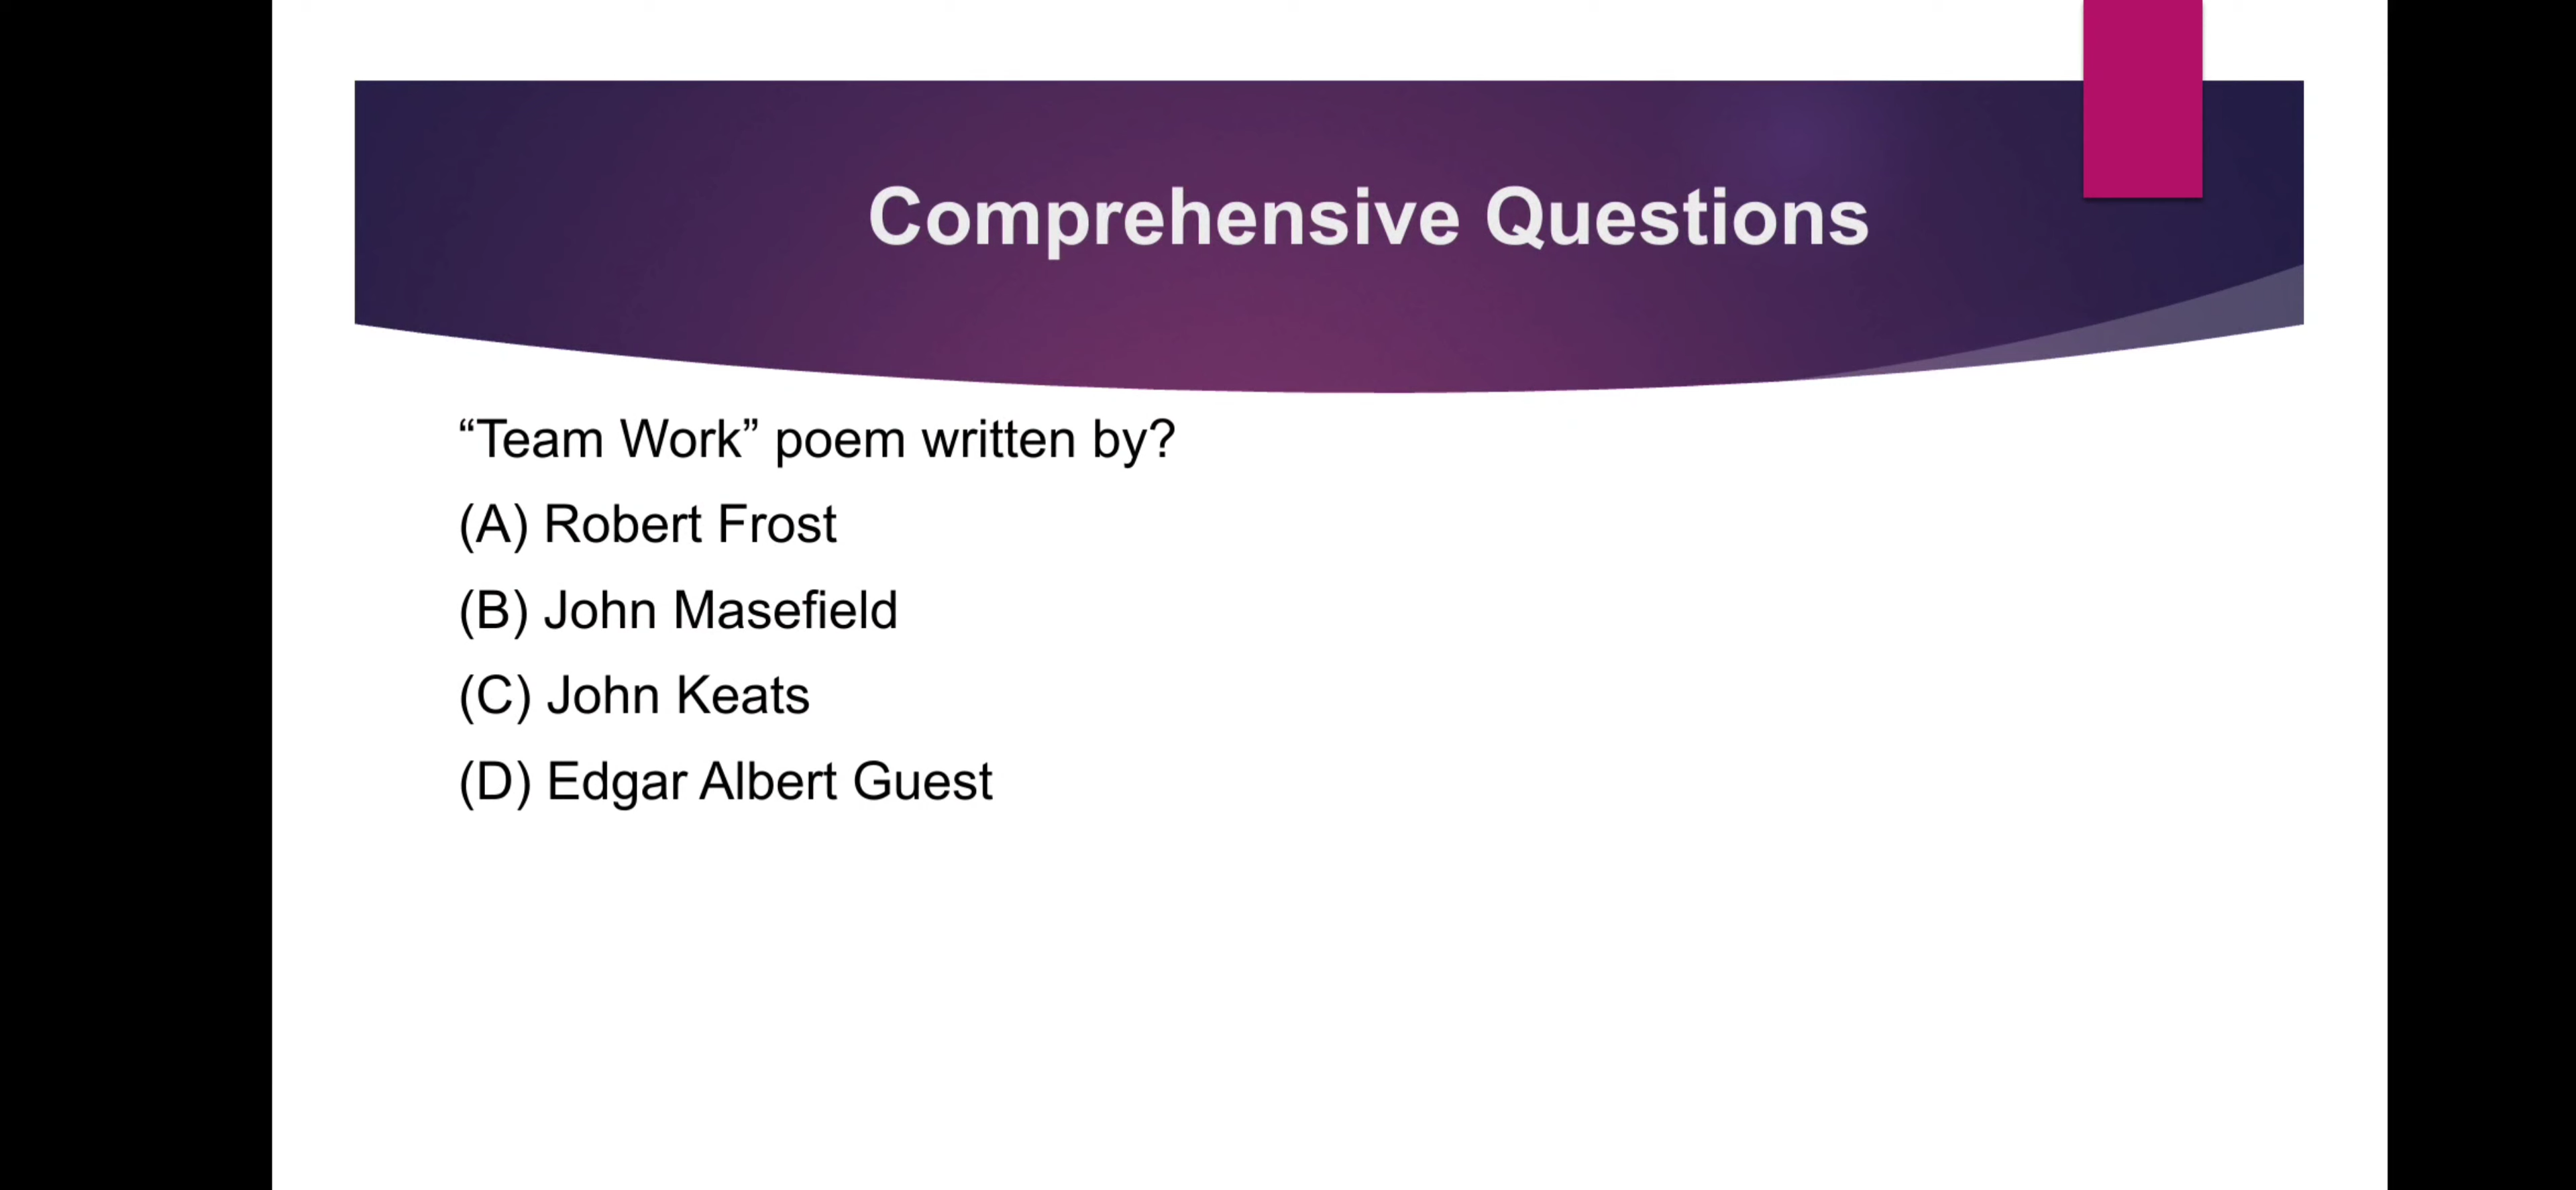 Comprehensive Questions
“Team Work” poem written by?
(A) Robert Frost
(B) John Masefield
(C) John Keats
(D) Edgar Albert Guest